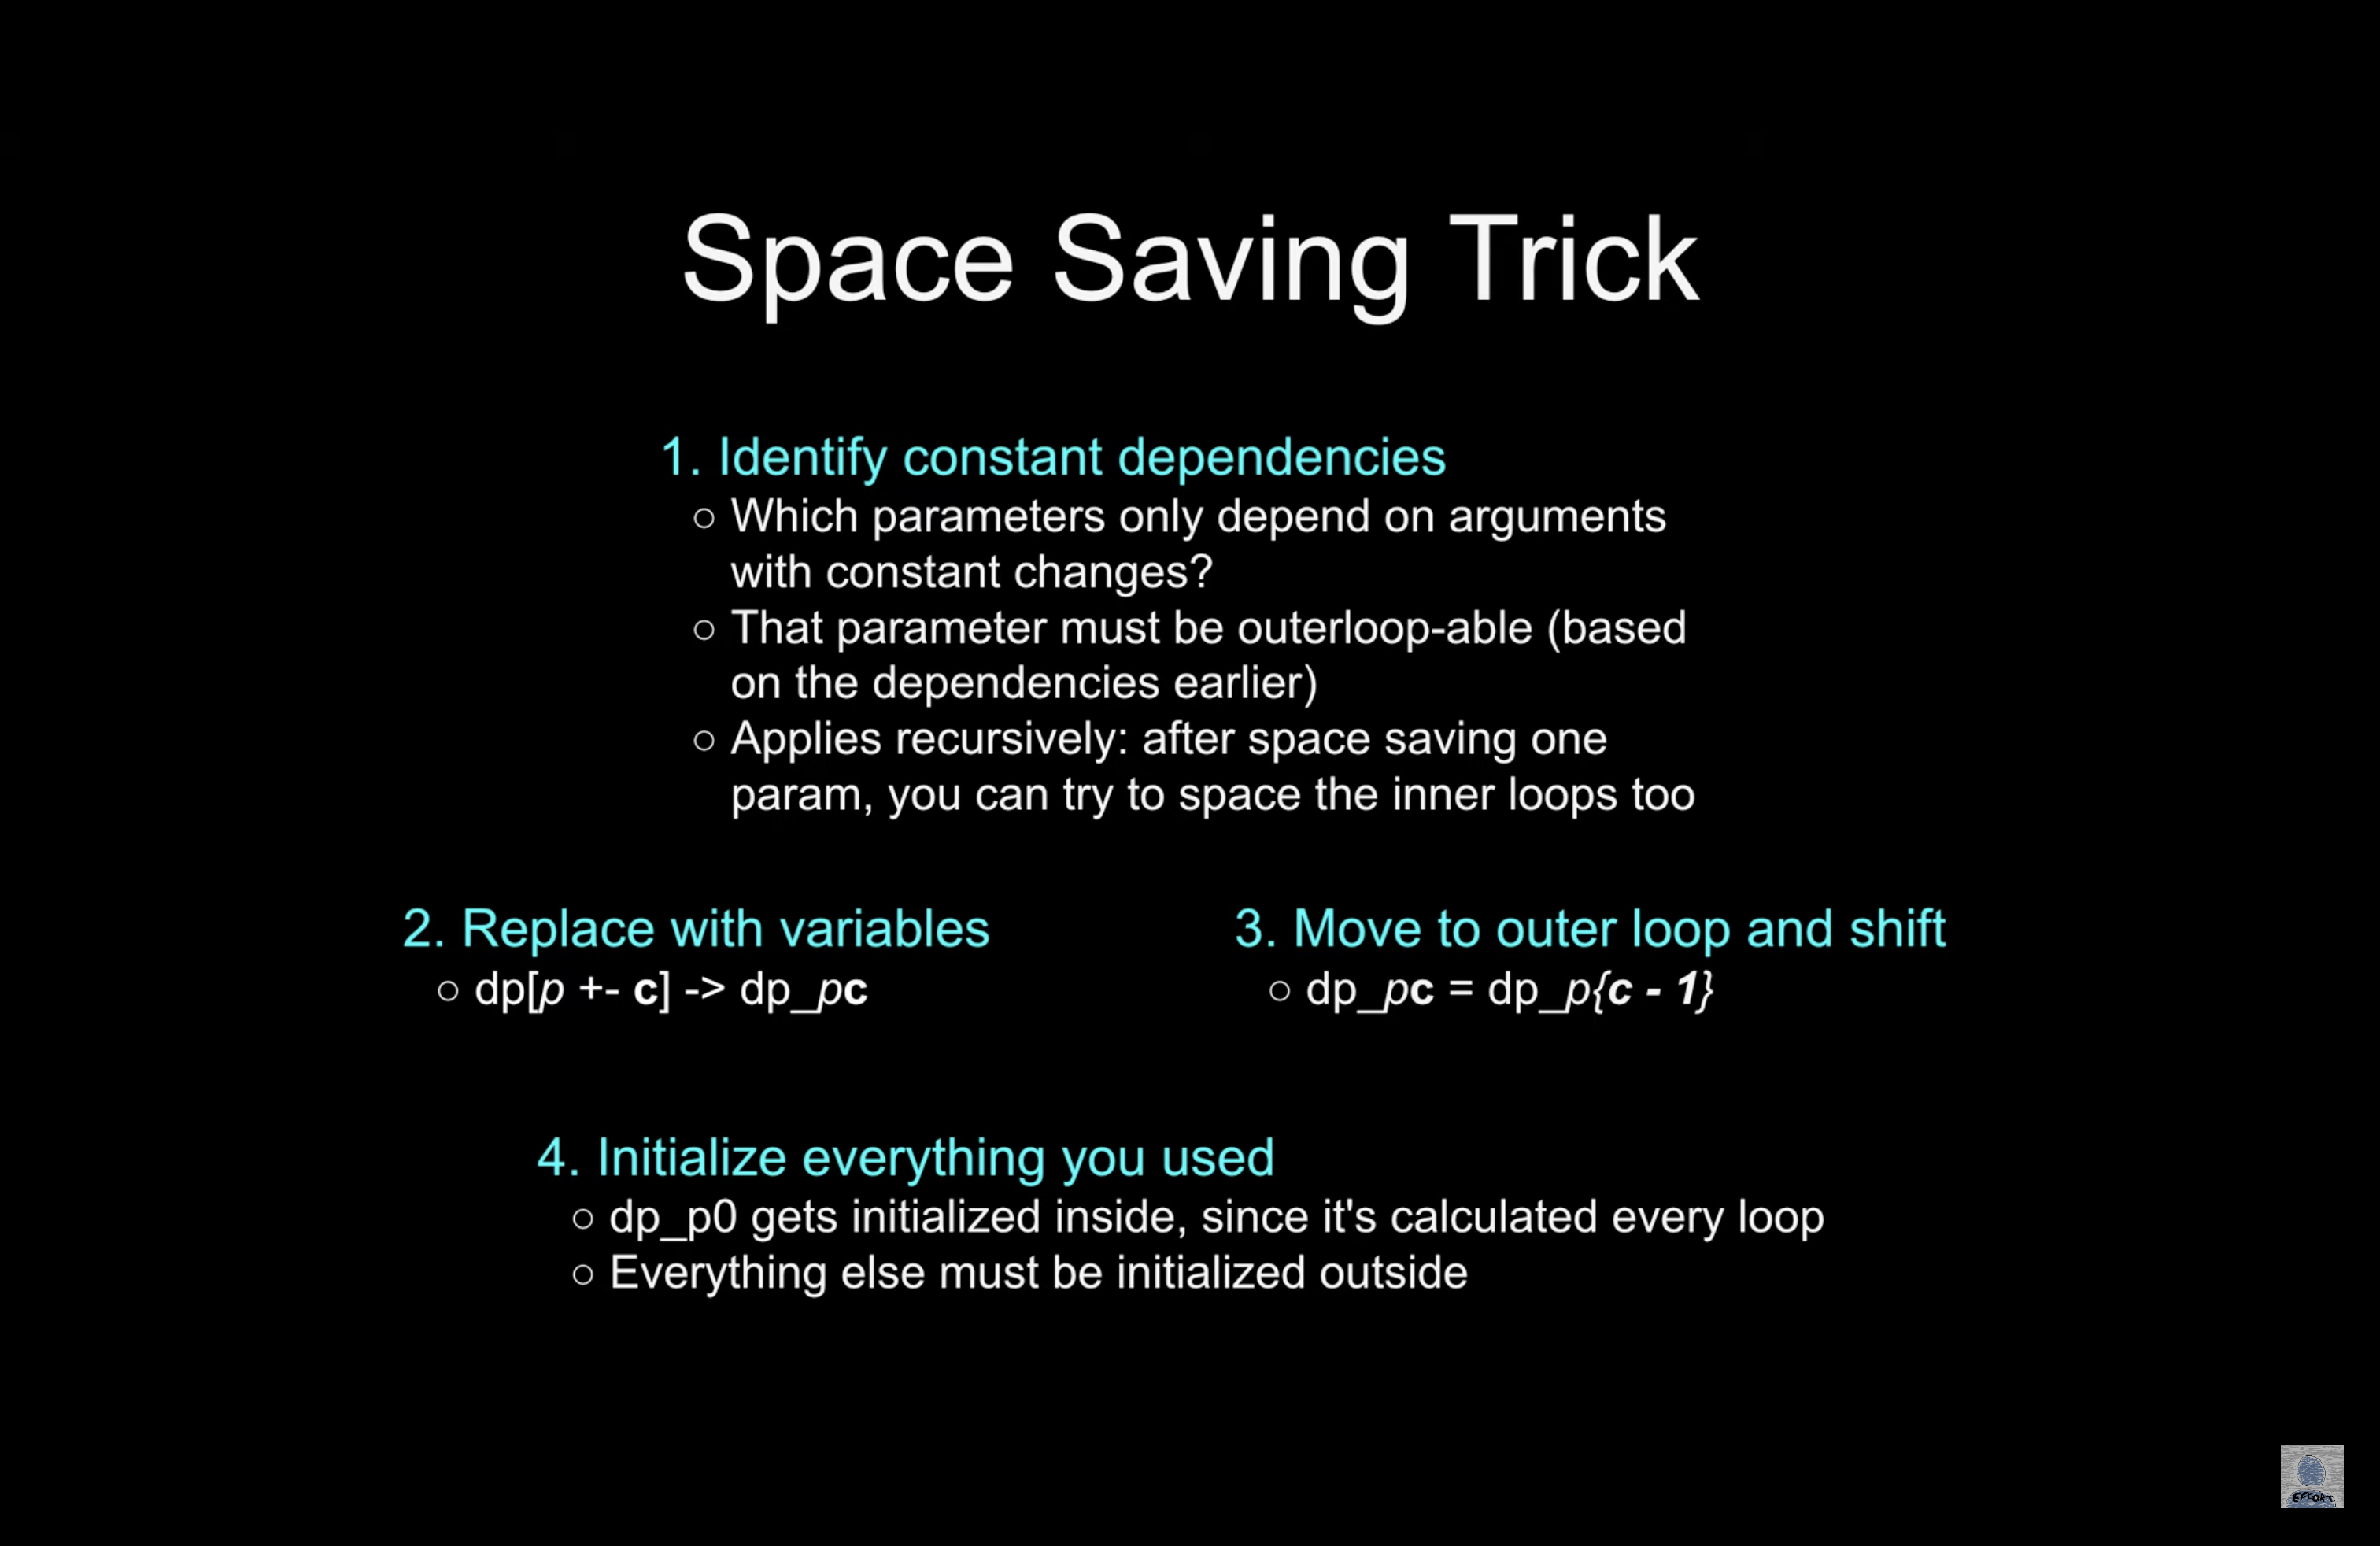 Space Saving Trick
1. Identify constant dependencies
○ Which parameters only depend on arguments
with constant changes?
○ That parameter must be outerloop-able (based
on the dependencies earlier)
○ Applies recursively: after space saving one
param, you can try to space the inner loops too
2. Replace with variables
○ dp[p +- c] -> dp_pc
3. Move to outer loop and shift
○ dp_pc = dp_p{c - 1}
4. Initialize everything you used
○ dp_p0 gets initialized inside, since it's calculated every loop
○ Everything else must be initialized outside
EFFORT